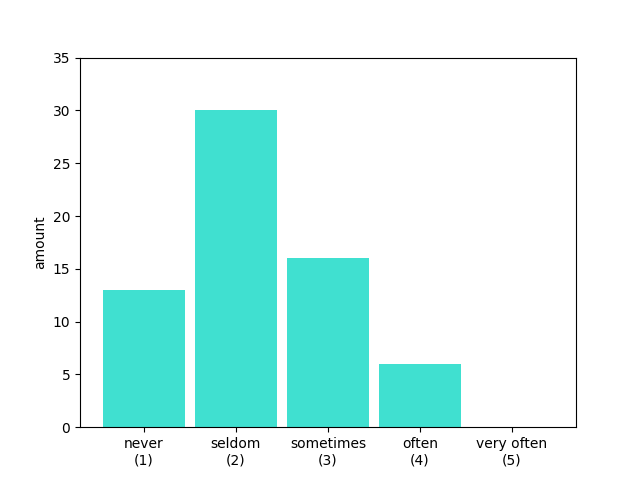 35
30
25
20
15
10
5
0
amount
never seldom sometimes often very often
(1) (2) (3) (4) (5)